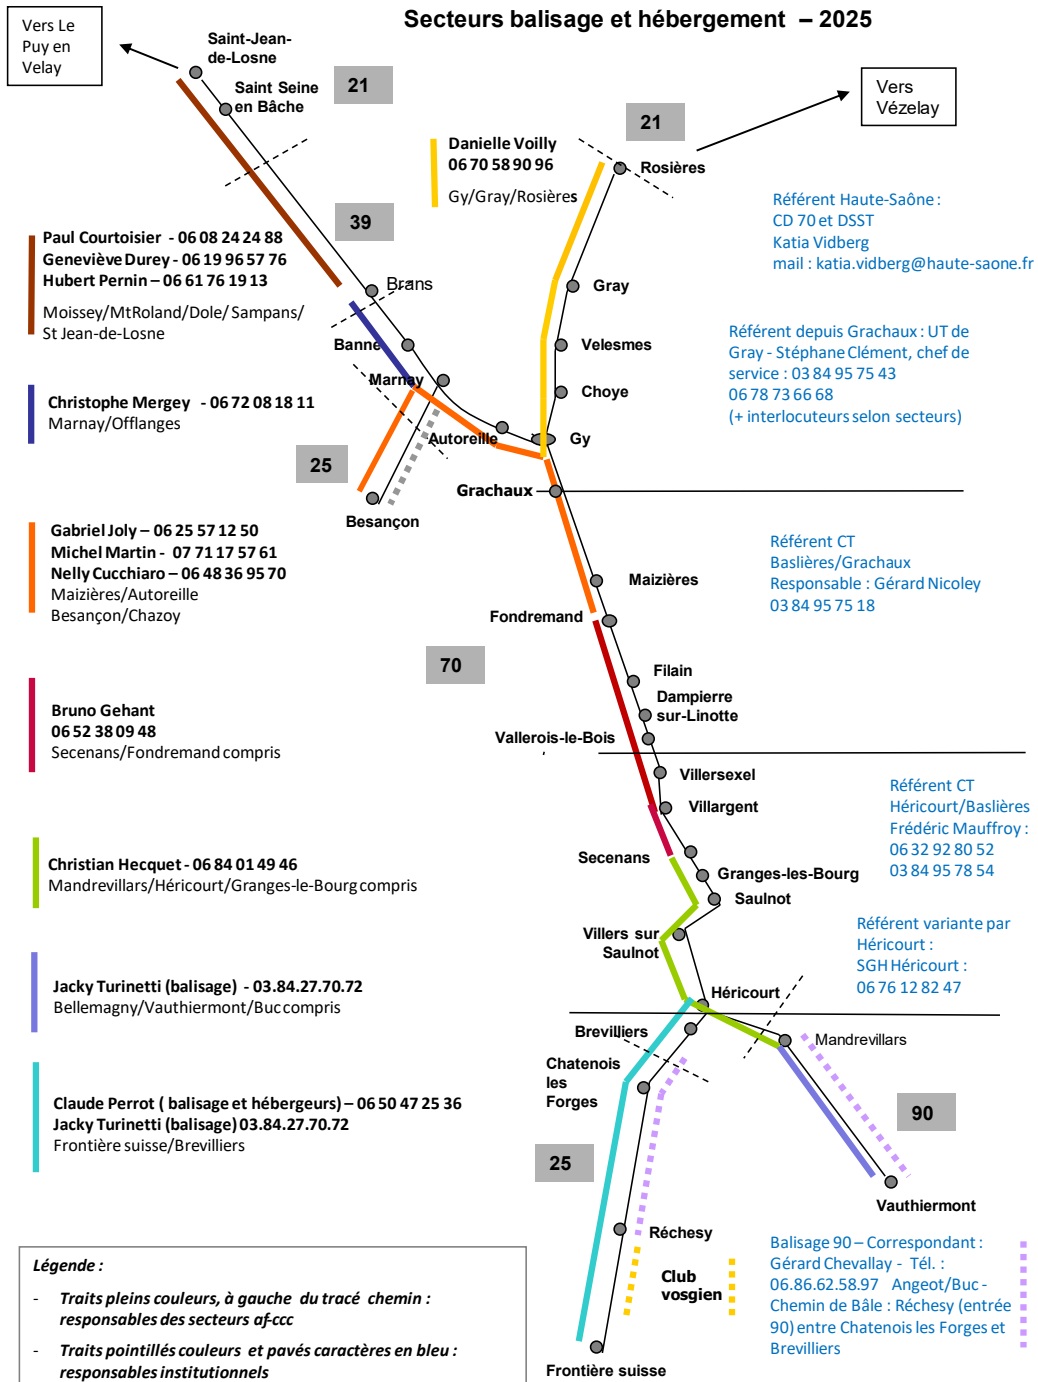 Secteurs balisage et hébergement – 2025
Vers Le
Puy en
Velay
Saint-Jean-
de-Losne
Saint Seine
en Bâche
21
21
Vers
Vézelay
Danielle Voilly
06 70 58 90 96
Gy/Gray/Rosières
Rosières
Référent Haute-Saône :
CD 70 et DSST
Katia Vidberg
mail : katia.vidberg@haute-saone.fr
39
Paul Courtoisier - 06 08 24 24 88
Geneviève Durey - 06 19 96 57 76
Hubert Pernin – 06 61 76 19 13
Moissey/MtRoland/Dole/ Sampans/
St Jean-de-Losne
Brans
Gray
Banne
Velesmes
Référent depuis Grachaux : UT de
Gray - Stéphane Clément, chef de
service : 03 84 95 75 43
06 78 73 66 68
(+ interlocuteurs selon secteurs)
Marnay
Choye
Christophe Mergey - 06 72 08 18 11
Marnay/Offlanges
Autoreille
Gy
25
Grachaux
Besançon
Gabriel Joly – 06 25 57 12 50
Michel Martin - 07 71 17 57 61
Nelly Cucchiaro – 06 48 36 95 70
Maizières/Autoreille
Besançon/Chazoy
Référent CT
Baslières/Grachaux
Responsable : Gérard Nicoley
03 84 95 75 18
Maizières
Fondremand
70
Filain
Dampierre
sur-Linotte
Vallerois-le-Bois
Bruno Gehant
06 52 38 09 48
Secenans/Fondremand compris
Villersexel
Villargent
Référent CT
Héricourt/Baslières
Frédéric Mauffroy :
06 32 92 80 52
03 84 95 78 54
Secenans
Granges-les-Bourg
Saulnot
Christian Hecquet - 06 84 01 49 46
Mandrevillars/Héricourt/Granges-le-Bourg compris
Villers sur
Saulnot
Référent variante par
Héricourt :
SGH Héricourt :
06 76 12 82 47
Jacky Turinetti (balisage) - 03.84.27.70.72
Bellemagny/Vauthiermont/Buc compris
Héricourt
Brevilliers
Mandrevillars
Chatenois
les
Forges
90
Claude Perrot ( balisage et hébergeurs) – 06 50 47 25 36
Jacky Turinetti (balisage) 03.84.27.70.72
Frontière suisse/Brevilliers
25
Vauthiermont
Réchesy
Club
vosgien
Balisage 90 – Correspondant :
Gérard Chevallay - Tél. :
06.86.62.58.97 Angeot/Buc -
Chemin de Bâle : Réchesy (entrée
90) entre Chatenois les Forges et
Brevilliers
Frontière suisse
Légende :
- Traits pleins couleurs, à gauche du tracé chemin :
responsables des secteurs af-ccc
- Traits pointillés couleurs et pavés caractères en bleu :
responsables institutionnels